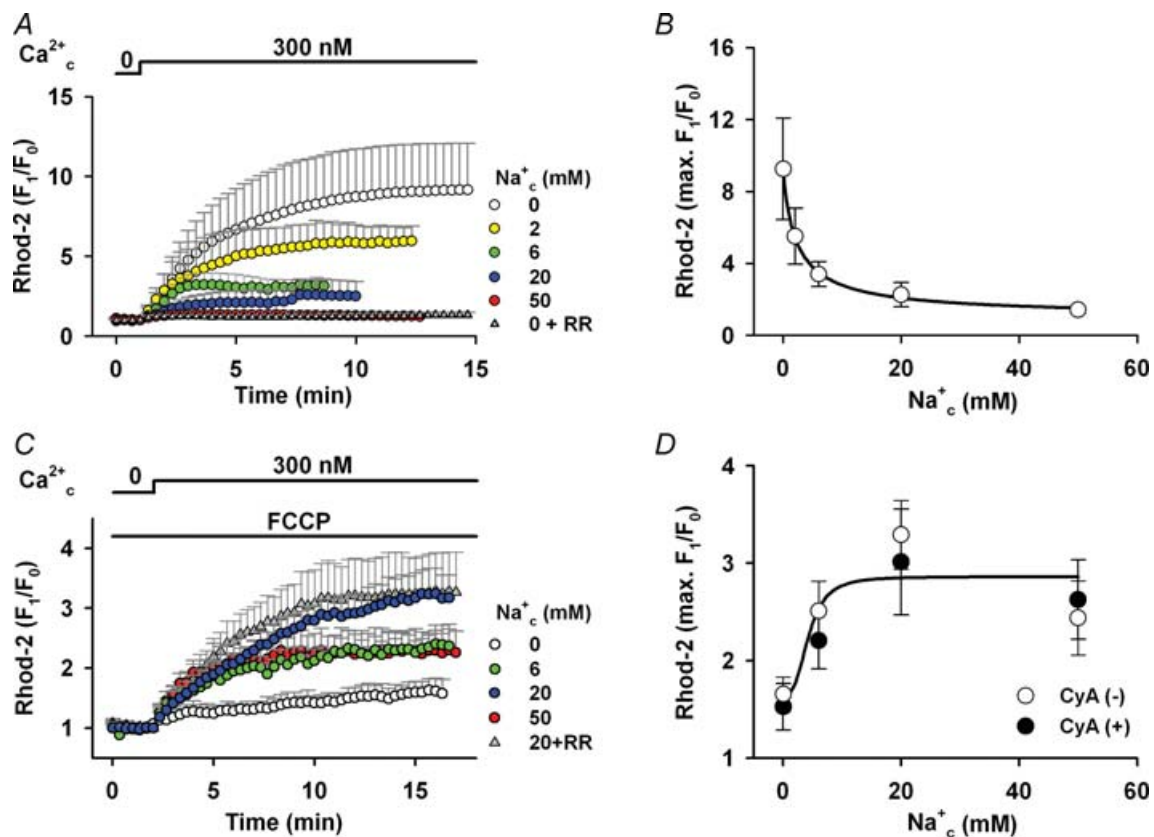 A
Ca²⁺c
0
300 nM
Rhod-2 (F₁/F₀)
15
10
5
0
0
5
10
15
Time (min)
Na⁺c (mM)
0
2
6
20
50
0 + RR
B
Rhod-2 (max. F₁/F₀)
16
12
8
4
0
0
20
40
60
Na⁺c (mM)
C
Ca²⁺c
0
300 nM
FCCP
Rhod-2 (F₁/F₀)
4
3
2
1
0
5
10
15
Time (min)
Na⁺c (mM)
0
6
20
50
20+RR
D
Rhod-2 (max. F₁/F₀)
4
3
2
1
0
20
40
60
Na⁺c (mM)
CyA (-)
CyA (+)